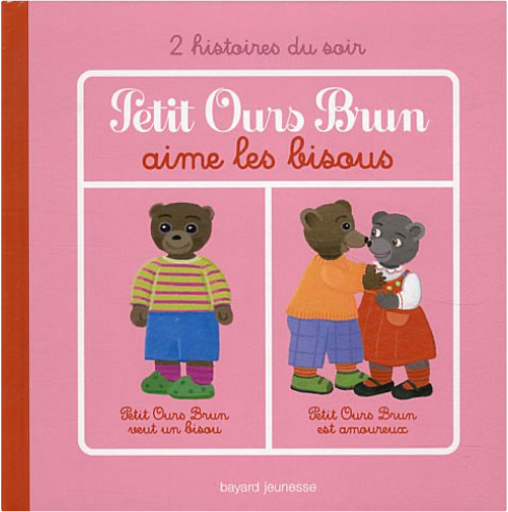 2 histoires du soir
Petit Ours Brun
aime les bisous
Petit Ours Brun
veut un bisou
Petit Ours Brun
est amoureux
bayard jeunesse